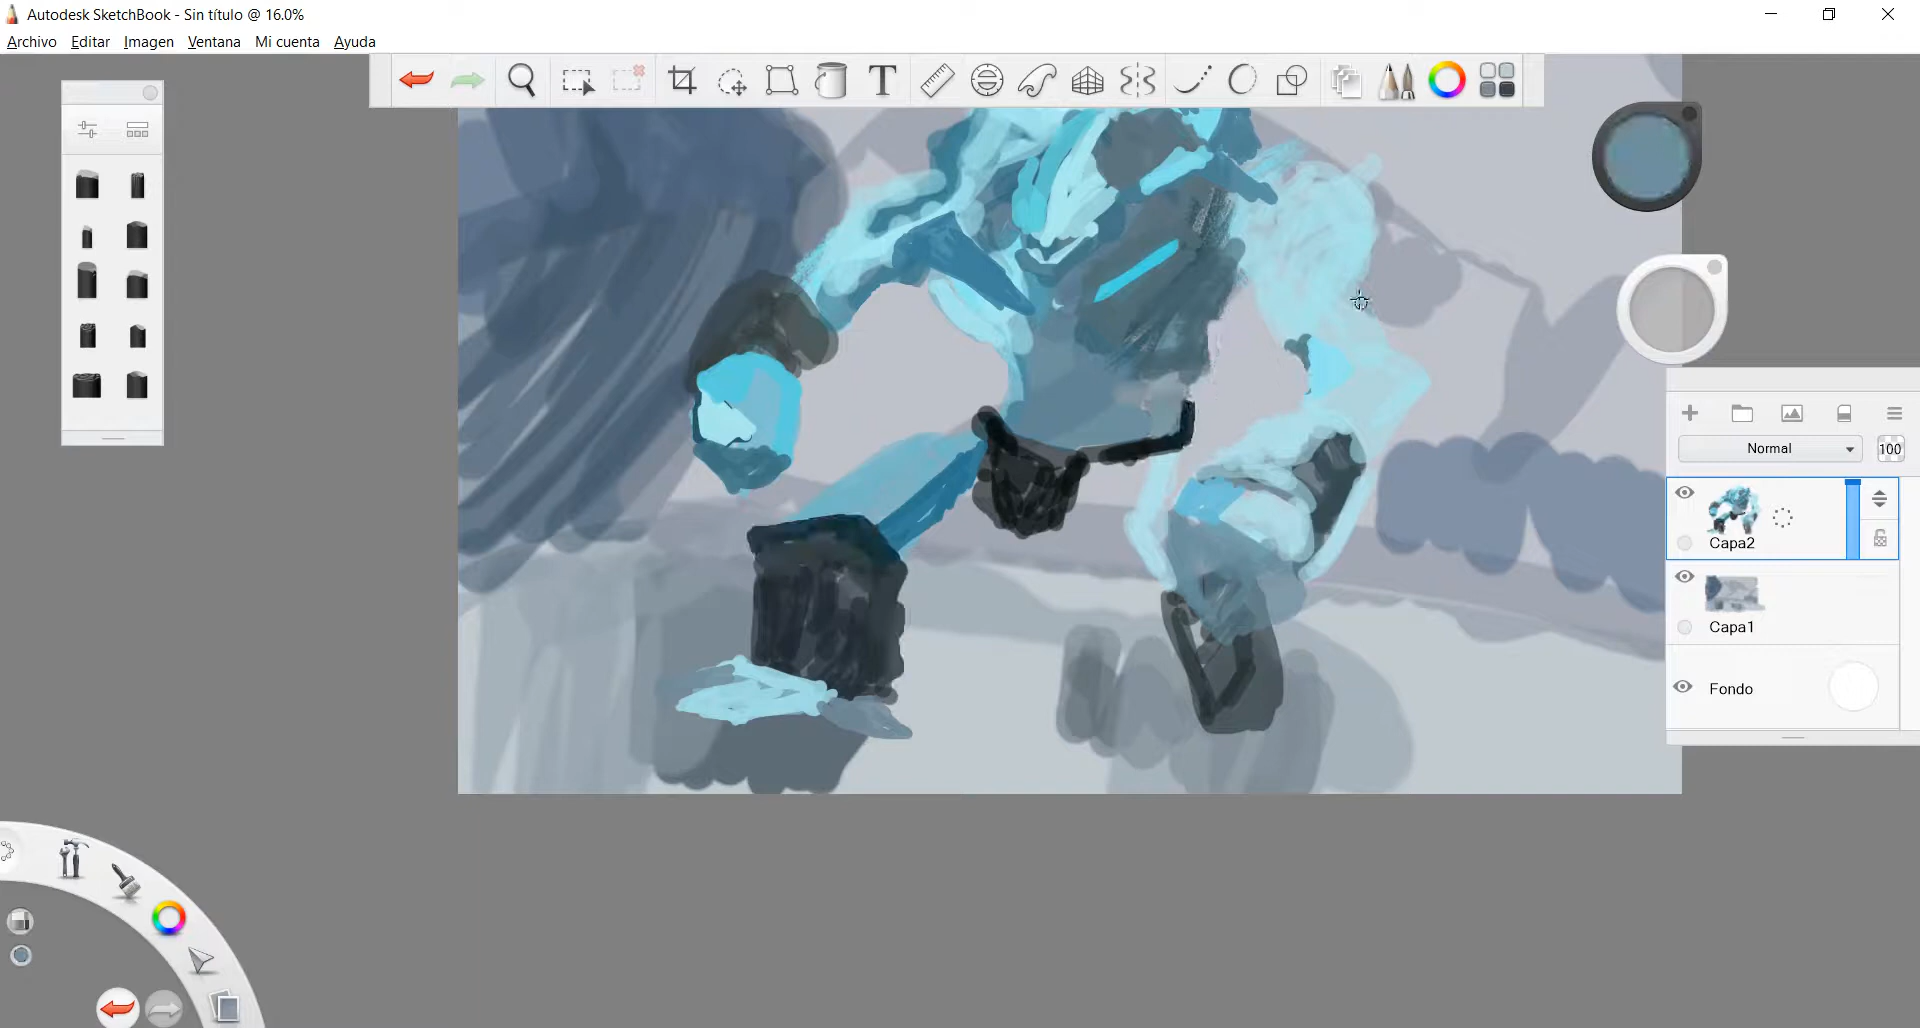 Autodesk SketchBook - Sin título @ 16.0%
Archivo Editar Imagen Ventana Mi cuenta Ayuda
T
Normal 100
Capa2
Capa1
Fondo